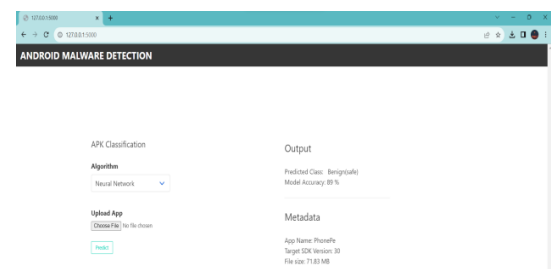 127.0.0.1:5000
127.0.0.1:5000
ANDROID MALWARE DETECTION
APK Classification
Algorithm
Neural Network
Upload App
Choose File No file chosen
Predict
Output
Predicted Class: Benign(safe)
Model Accuracy: 89 %
Metadata
App Name: PhonePe
Target SDK Version: 30
File size: 71.83 MB